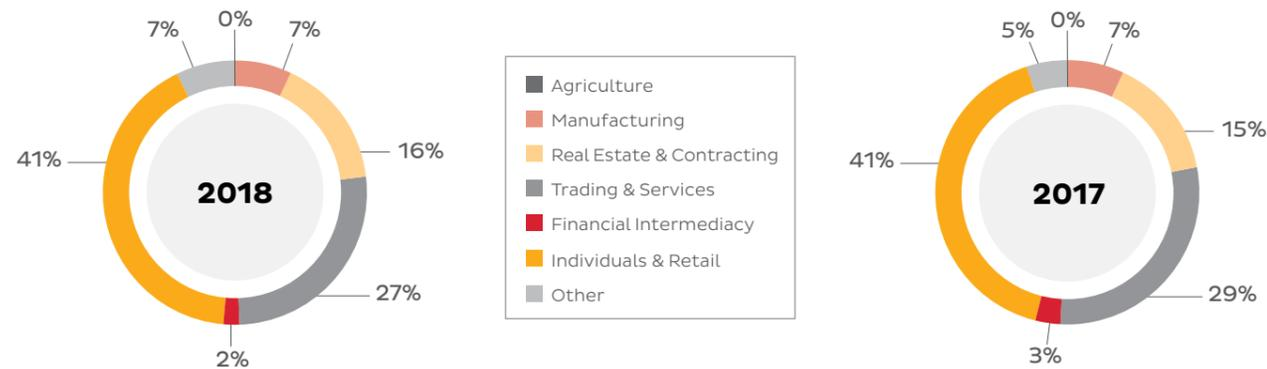 0%
7%
7%
16%
41%
2018
27%
2%
Agriculture
Manufacturing
Real Estate & Contracting
Trading & Services
Financial Intermediacy
Individuals & Retail
Other
0%
5%
7%
15%
41%
2017
29%
3%